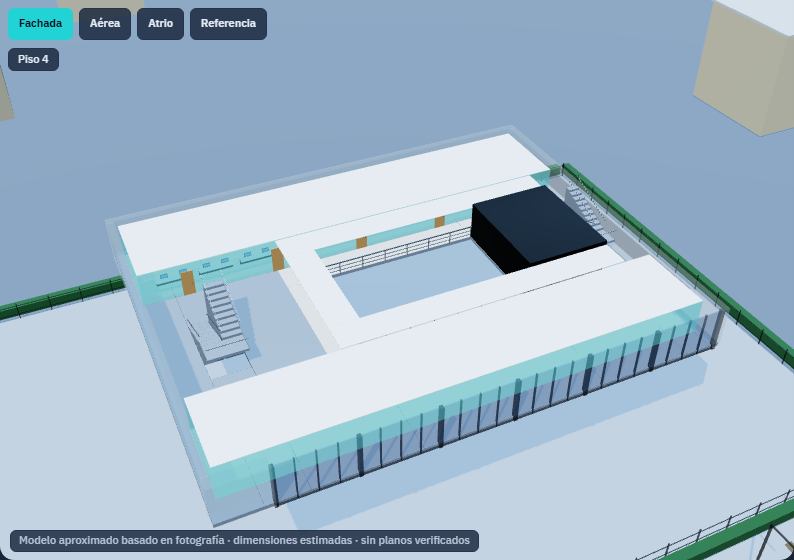 Fachada
Aérea
Atrio
Referencia
Piso 4
Modelo aproximado basado en fotografía · dimensiones estimadas · sin planos verificados